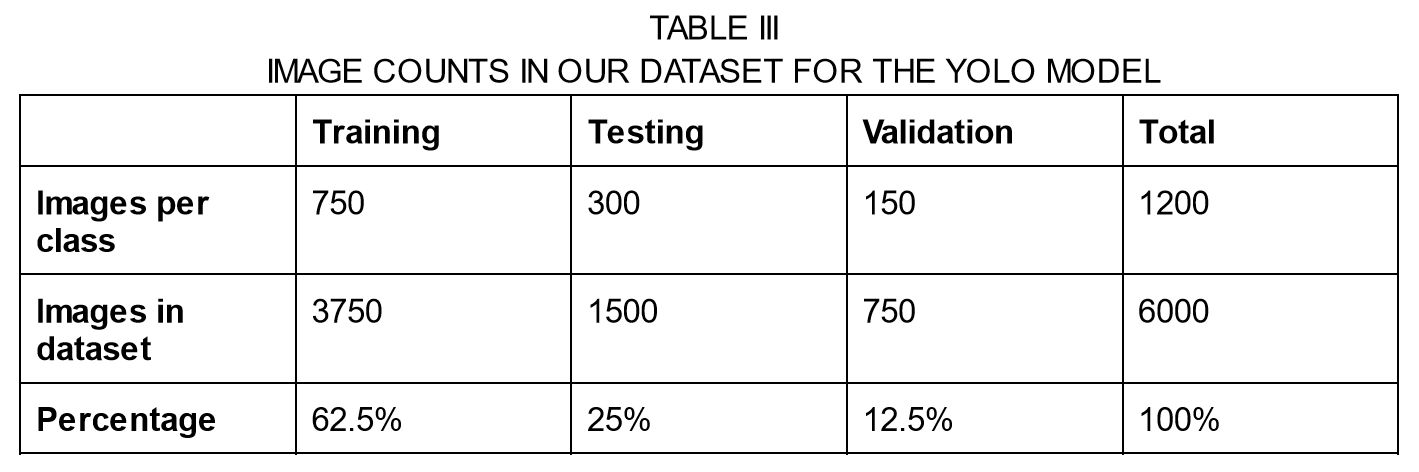 TABLE III
IMAGE COUNTS IN OUR DATASET FOR THE YOLO MODEL
Training Testing Validation Total
Images per class 750 300 150 1200
Images in dataset 3750 1500 750 6000
Percentage 62.5% 25% 12.5% 100%